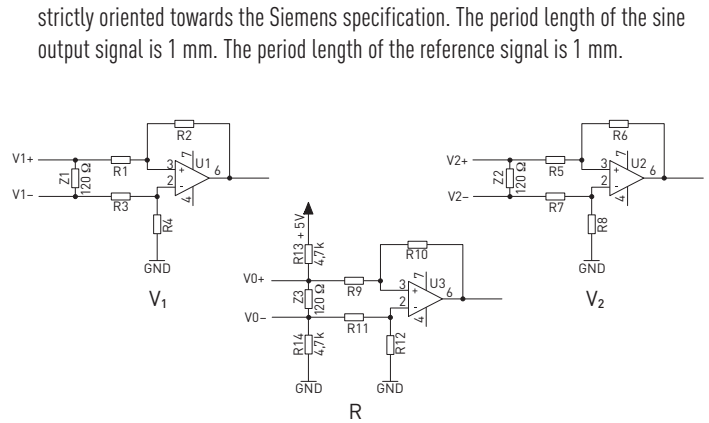 strictly oriented towards the Siemens specification. The period length of the sine
output signal is 1 mm. The period length of the reference signal is 1 mm.
R2
V1+
R1
Z1
120 Ω
3
+
2
-
7
U1
6
4
V1–
R3
R4
GND
V1
R6
V2+
R5
Z2
120 Ω
3
+
2
-
7
U2
6
4
V2–
R7
R8
GND
V2
+ 5V
R13
4,7k
R10
V0+
R9
Z3
120 Ω
3
+
2
-
7
U3
6
4
V0–
R11
R14
4,7k
R12
GND
GND
R